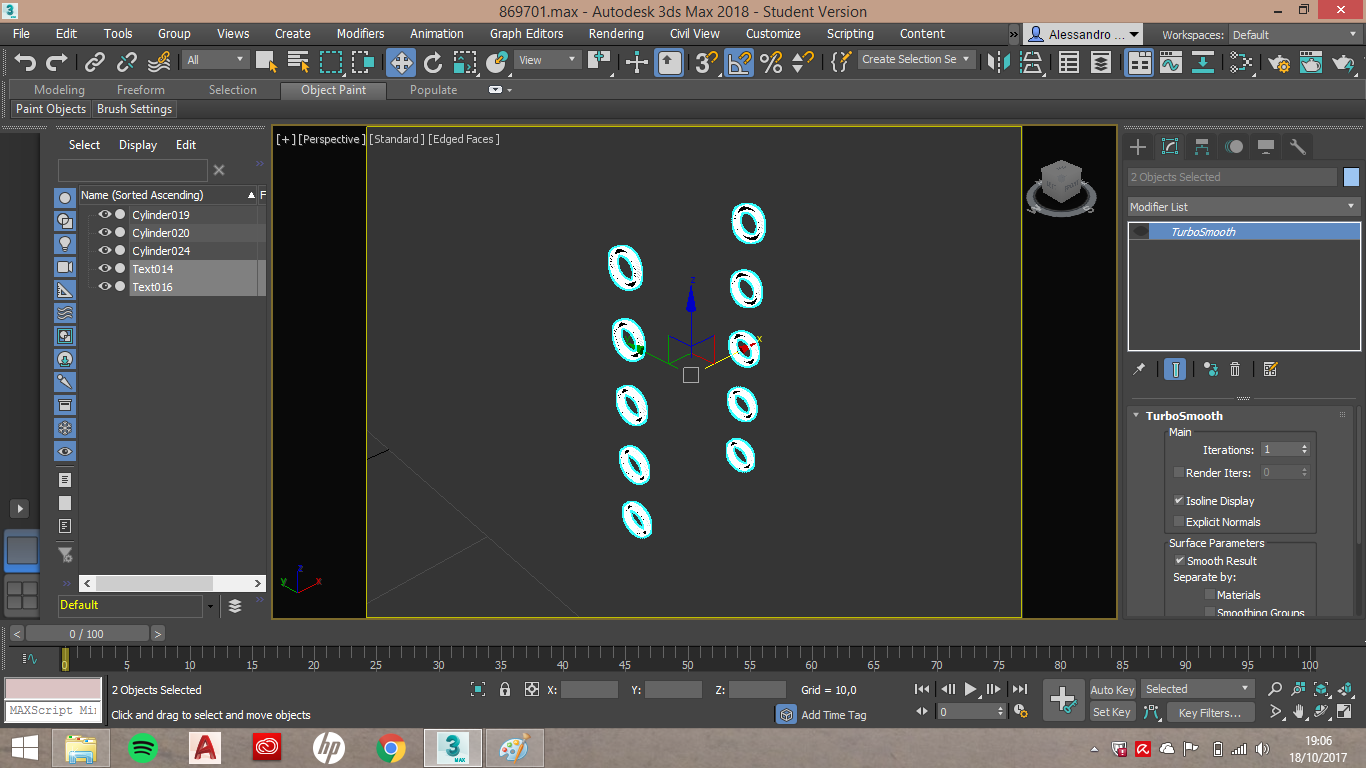 869701.max - Autodesk 3ds Max 2018 - Student Version
File Edit Tools Group Views Create Modifiers Animation Graph Editors Rendering Civil View Customize Scripting Content » Alessandro ... Workspaces: Default
All View Create Selection Se
Modeling Freeform Selection Object Paint Populate
Paint Objects Brush Settings
Select Display Edit
[+] [Perspective ] [Standard ] [Edged Faces ]
2 Objects Selected
Name (Sorted Ascending) F
Modifier List
Cylinder019
TurboSmooth
Cylinder020
Cylinder024
Text014
Text016
z
x
TurboSmooth
Main
Iterations: 1
Render Iters: 0
Isoline Display
Explicit Normals
Surface Parameters
Smooth Result
Separate by:
Materials
Smoothing Groups
z
y x
Default
< 0 / 100 >
0 5 10 15 20 25 30 35 40 45 50 55 60 65 70 75 80 85 90 95 100
2 Objects Selected X: Y: Z: Grid = 10,0 Auto Key Selected
MAXScript Mi
Click and drag to select and move objects Add Time Tag 0 Set Key Key Filters...
3 MAX
19:06
18/10/2017